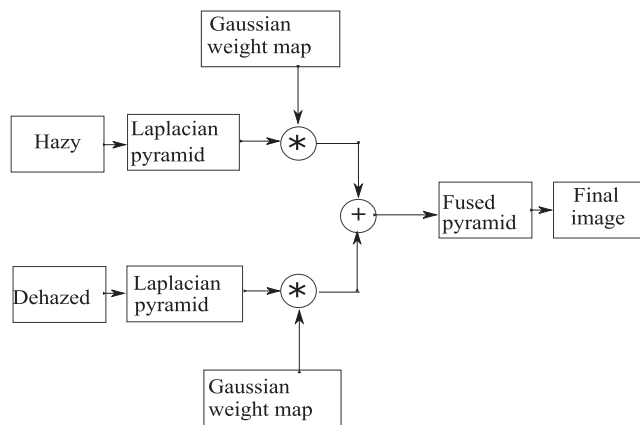 Gaussian
weight map
Hazy
Laplacian
pyramid
*
+
Fused
pyramid
Final
image
Dehazed
Laplacian
pyramid
*
Gaussian
weight map